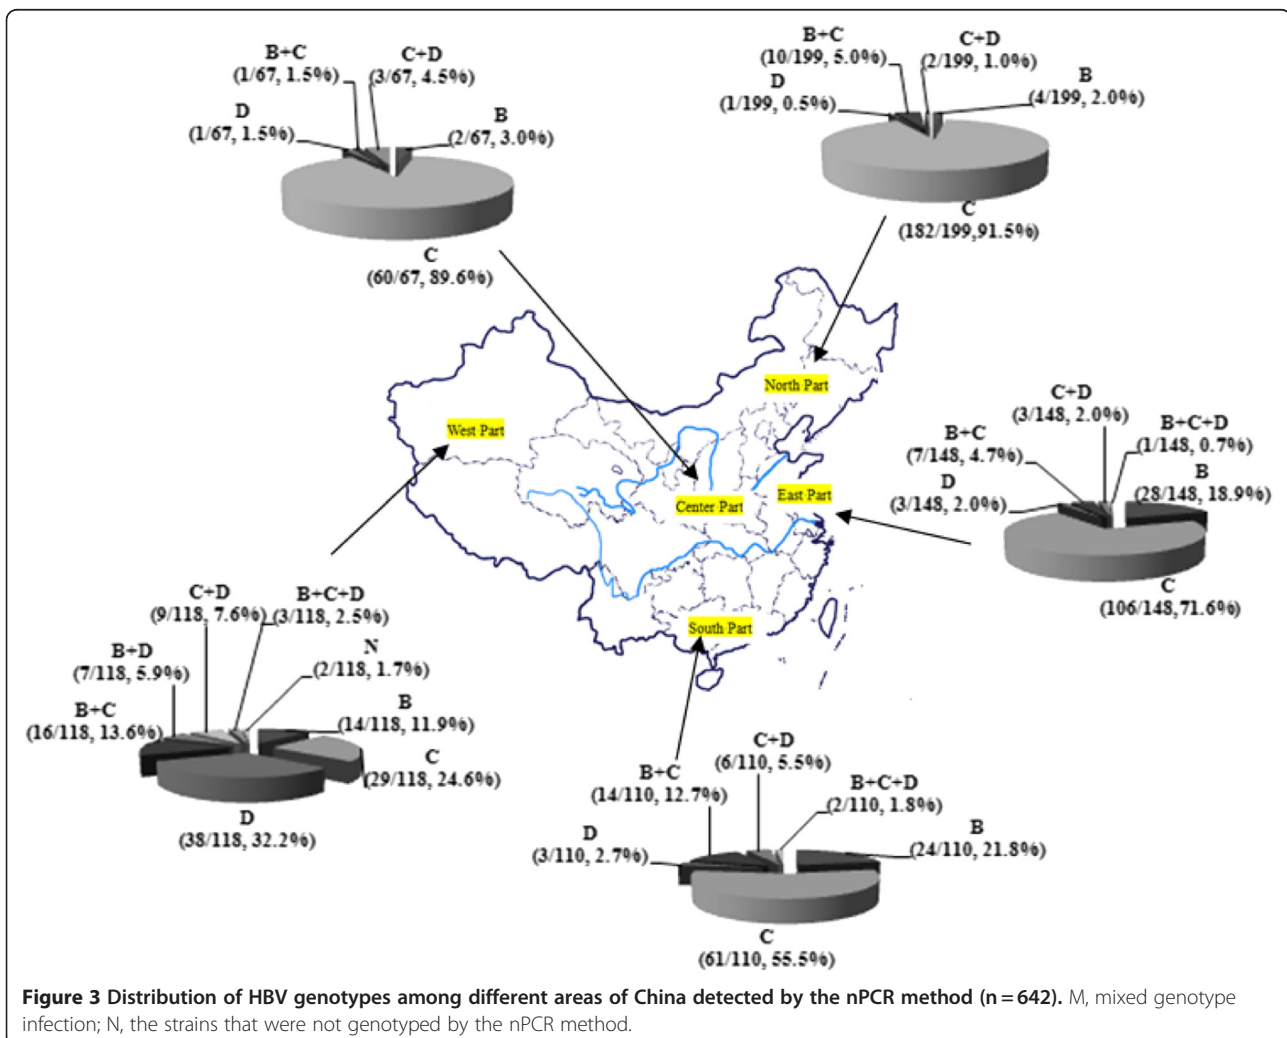 B+C
(1/67, 1.5%)
C+D
(3/67, 4.5%)
D
(1/67, 1.5%)
B
(2/67, 3.0%)
C
(60/67, 89.6%)
B+C
(10/199, 5.0%)
C+D
(2/199, 1.0%)
D
(1/199, 0.5%)
B
(4/199, 2.0%)
C
(182/199,91.5%)
North Part
West Part
Center Part
East Part
South Part
C+D
(3/148, 2.0%)
B+C
(7/148, 4.7%)
B+C+D
(1/148, 0.7%)
D
(3/148, 2.0%)
B
(28/148, 18.9%)
C
(106/148,71.6%)
C+D
(9/118, 7.6%)
B+C+D
(3/118, 2.5%)
B+D
(7/118, 5.9%)
N
(2/118, 1.7%)
B+C
(16/118, 13.6%)
B
(14/118, 11.9%)
C
(29/118, 24.6%)
D
(38/118, 32.2%)
C+D
(6/110, 5.5%)
B+C
(14/110, 12.7%)
B+C+D
(2/110, 1.8%)
D
(3/110, 2.7%)
B
(24/110, 21.8%)
C
(61/110, 55.5%)
Figure 3 Distribution of HBV genotypes among different areas of China detected by the nPCR method (n = 642). M, mixed genotype
infection; N, the strains that were not genotyped by the nPCR method.